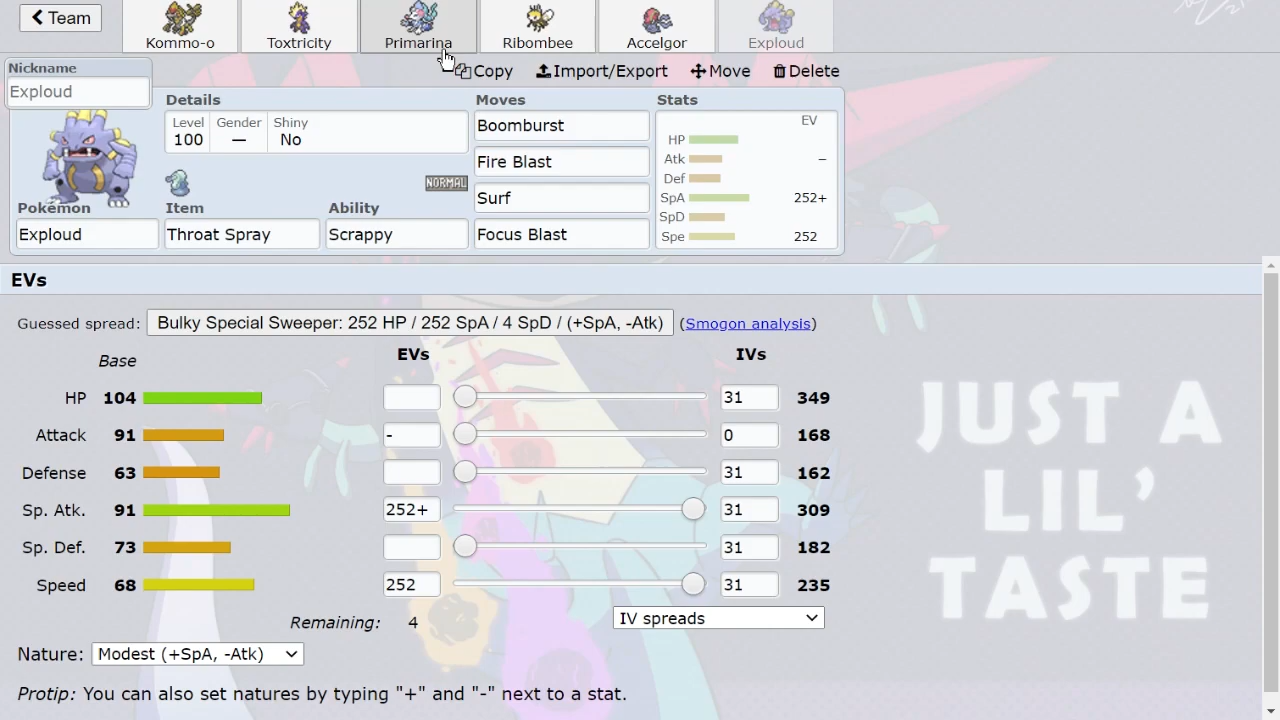 Team
Kommo-o
Toxtricity
Primarina
Ribombee
Accelgor
Exploud
Copy
Import/Export
Move
Delete
Nickname
Exploud
Details
Moves
Stats
Level
100
Gender
—
Shiny
No
NORMAL
Pokémon
Exploud
Item
Throat Spray
Ability
Scrappy
Boomburst
Fire Blast
Surf
Focus Blast
EV
HP
Atk –
Def
SpA 252+
SpD
Spe 252
EVs
Guessed spread: Bulky Special Sweeper: 252 HP / 252 SpA / 4 SpD / (+SpA, -Atk) (Smogon analysis)
Base EVs IVs
HP 104 31 349
Attack 91 - 0 168
Defense 63 31 162
Sp. Atk. 91 252+ 31 309
Sp. Def. 73 31 182
Speed 68 252 31 235
Remaining: 4
IV spreads
Nature: Modest (+SpA, -Atk)
Protip: You can also set natures by typing "+" and "-" next to a stat.
JUST A
LIL'
TASTE